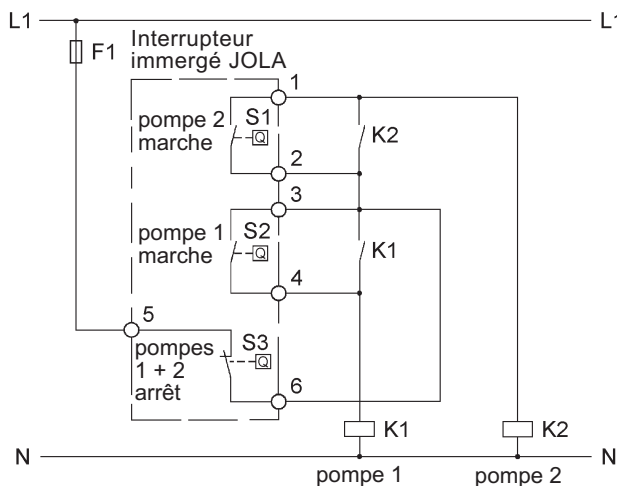 L1
L1
F1
Interrupteur
immergé JOLA
1
pompe 2
marche
S1
Q
K2
2
3
pompe 1
marche
S2
Q
K1
4
5
pompes
1 + 2
arrêt
S3
Q
6
K1
K2
N
N
pompe 1
pompe 2